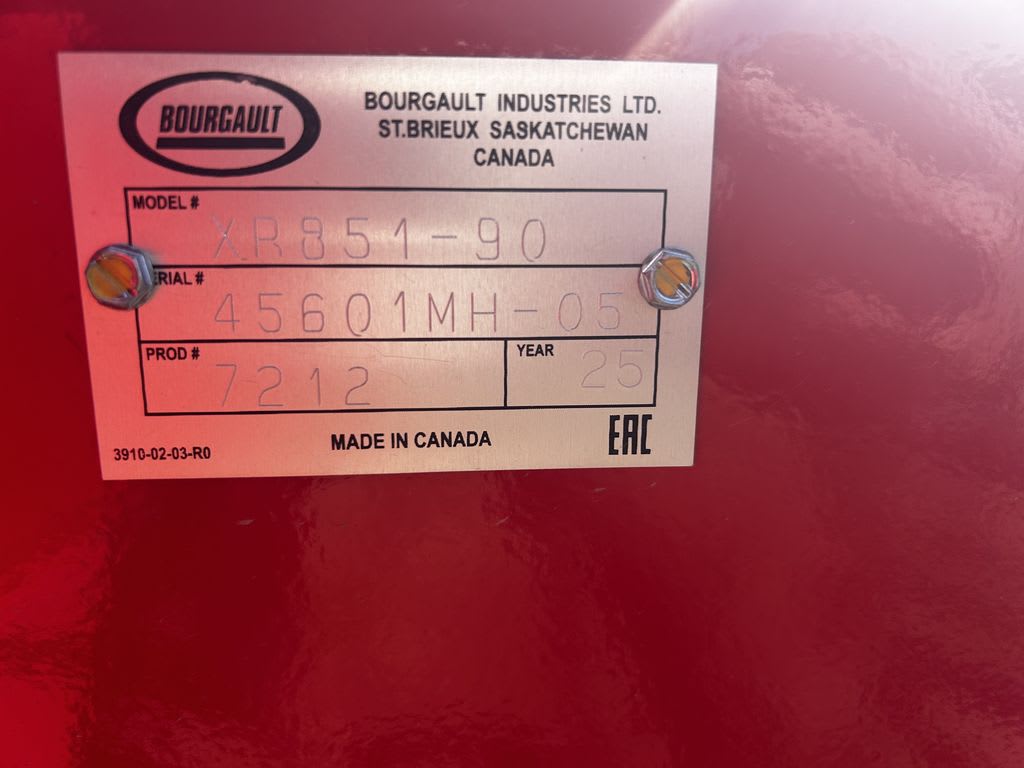 BOURGAULT
BOURGAULT INDUSTRIES LTD.
ST.BRIEUX SASKATCHEWAN
CANADA
MODEL #
XR851-90
ERIAL #
45601MH-05
PROD #
7212
YEAR
25
MADE IN CANADA
EAC
3910-02-03-R0